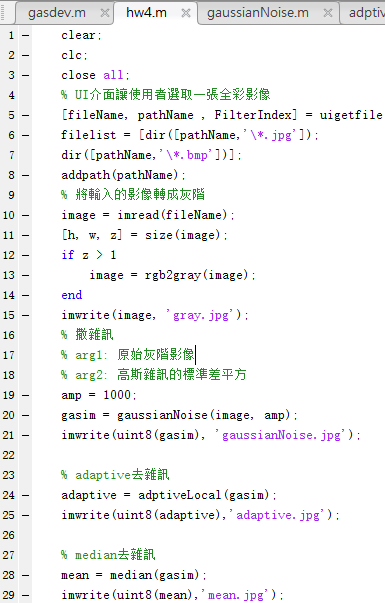 gasdev.m × hw4.m × gaussianNoise.m × adpti
1 – clear;
2 – clc;
3 – close all;
4 % UI介面讓使用者選取一張全彩影像
5 – [fileName, pathName , FilterIndex] = uigetfile
6 – filelist = [dir([pathName,'\*.jpg']);
7 dir([pathName,'\*.bmp'])];
8 – addpath(pathName);
9 % 將輸入的影像轉成灰階
10 – image = imread(fileName);
11 – [h, w, z] = size(image);
12 – if z > 1
13 – image = rgb2gray(image);
14 – end
15 – imwrite(image, 'gray.jpg');
16 % 撒雜訊
17 % arg1: 原始灰階影像
18 % arg2: 高斯雜訊的標準差平方
19 – amp = 1000;
20 – gasim = gaussianNoise(image, amp);
21 – imwrite(uint8(gasim), 'gaussianNoise.jpg');
22
23 % adaptive去雜訊
24 – adaptive = adptiveLocal(gasim);
25 – imwrite(uint8(adaptive),'adaptive.jpg');
26
27 % median去雜訊
28 – mean = median(gasim);
29 – imwrite(uint8(mean),'mean.jpg');